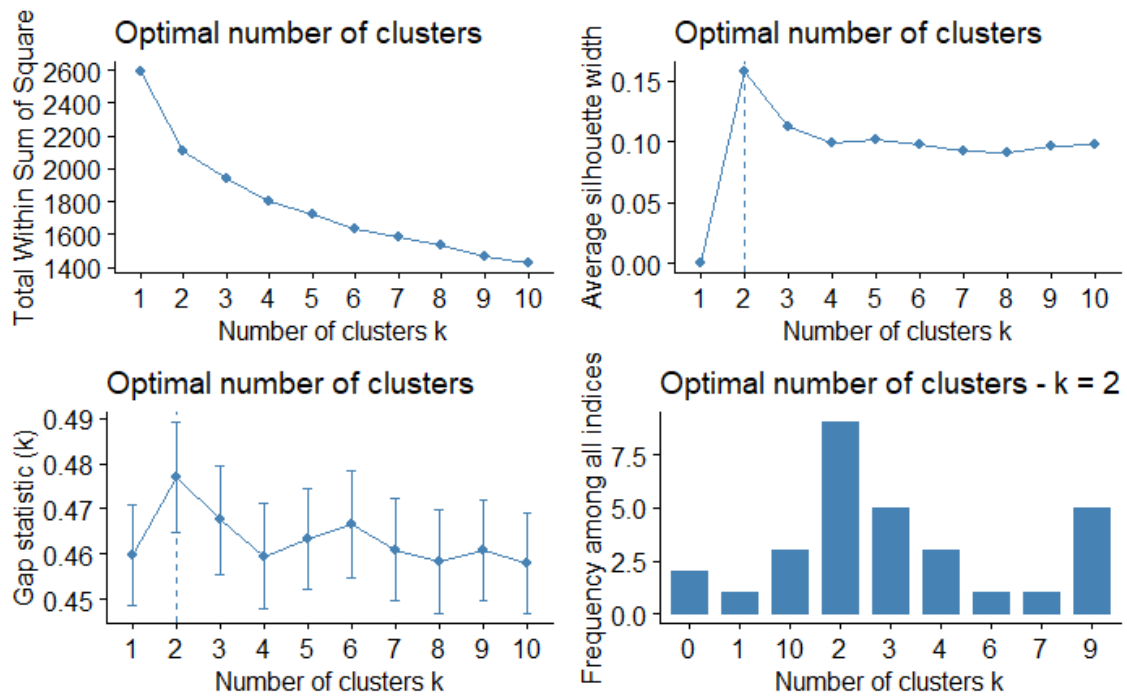 Optimal number of clusters
Total Within Sum of Square
2600
2400
2200
2000
1800
1600
1400
1 2 3 4 5 6 7 8 9 10
Number of clusters k
Optimal number of clusters
Average silhouette width
0.15
0.10
0.05
0.00
1 2 3 4 5 6 7 8 9 10
Number of clusters k
Optimal number of clusters
Gap statistic (k)
0.49
0.48
0.47
0.46
0.45
1 2 3 4 5 6 7 8 9 10
Number of clusters k
Optimal number of clusters - k = 2
Frequency among all indices
7.5
5.0
2.5
0.0
0 1 10 2 3 4 6 7 9
Number of clusters k